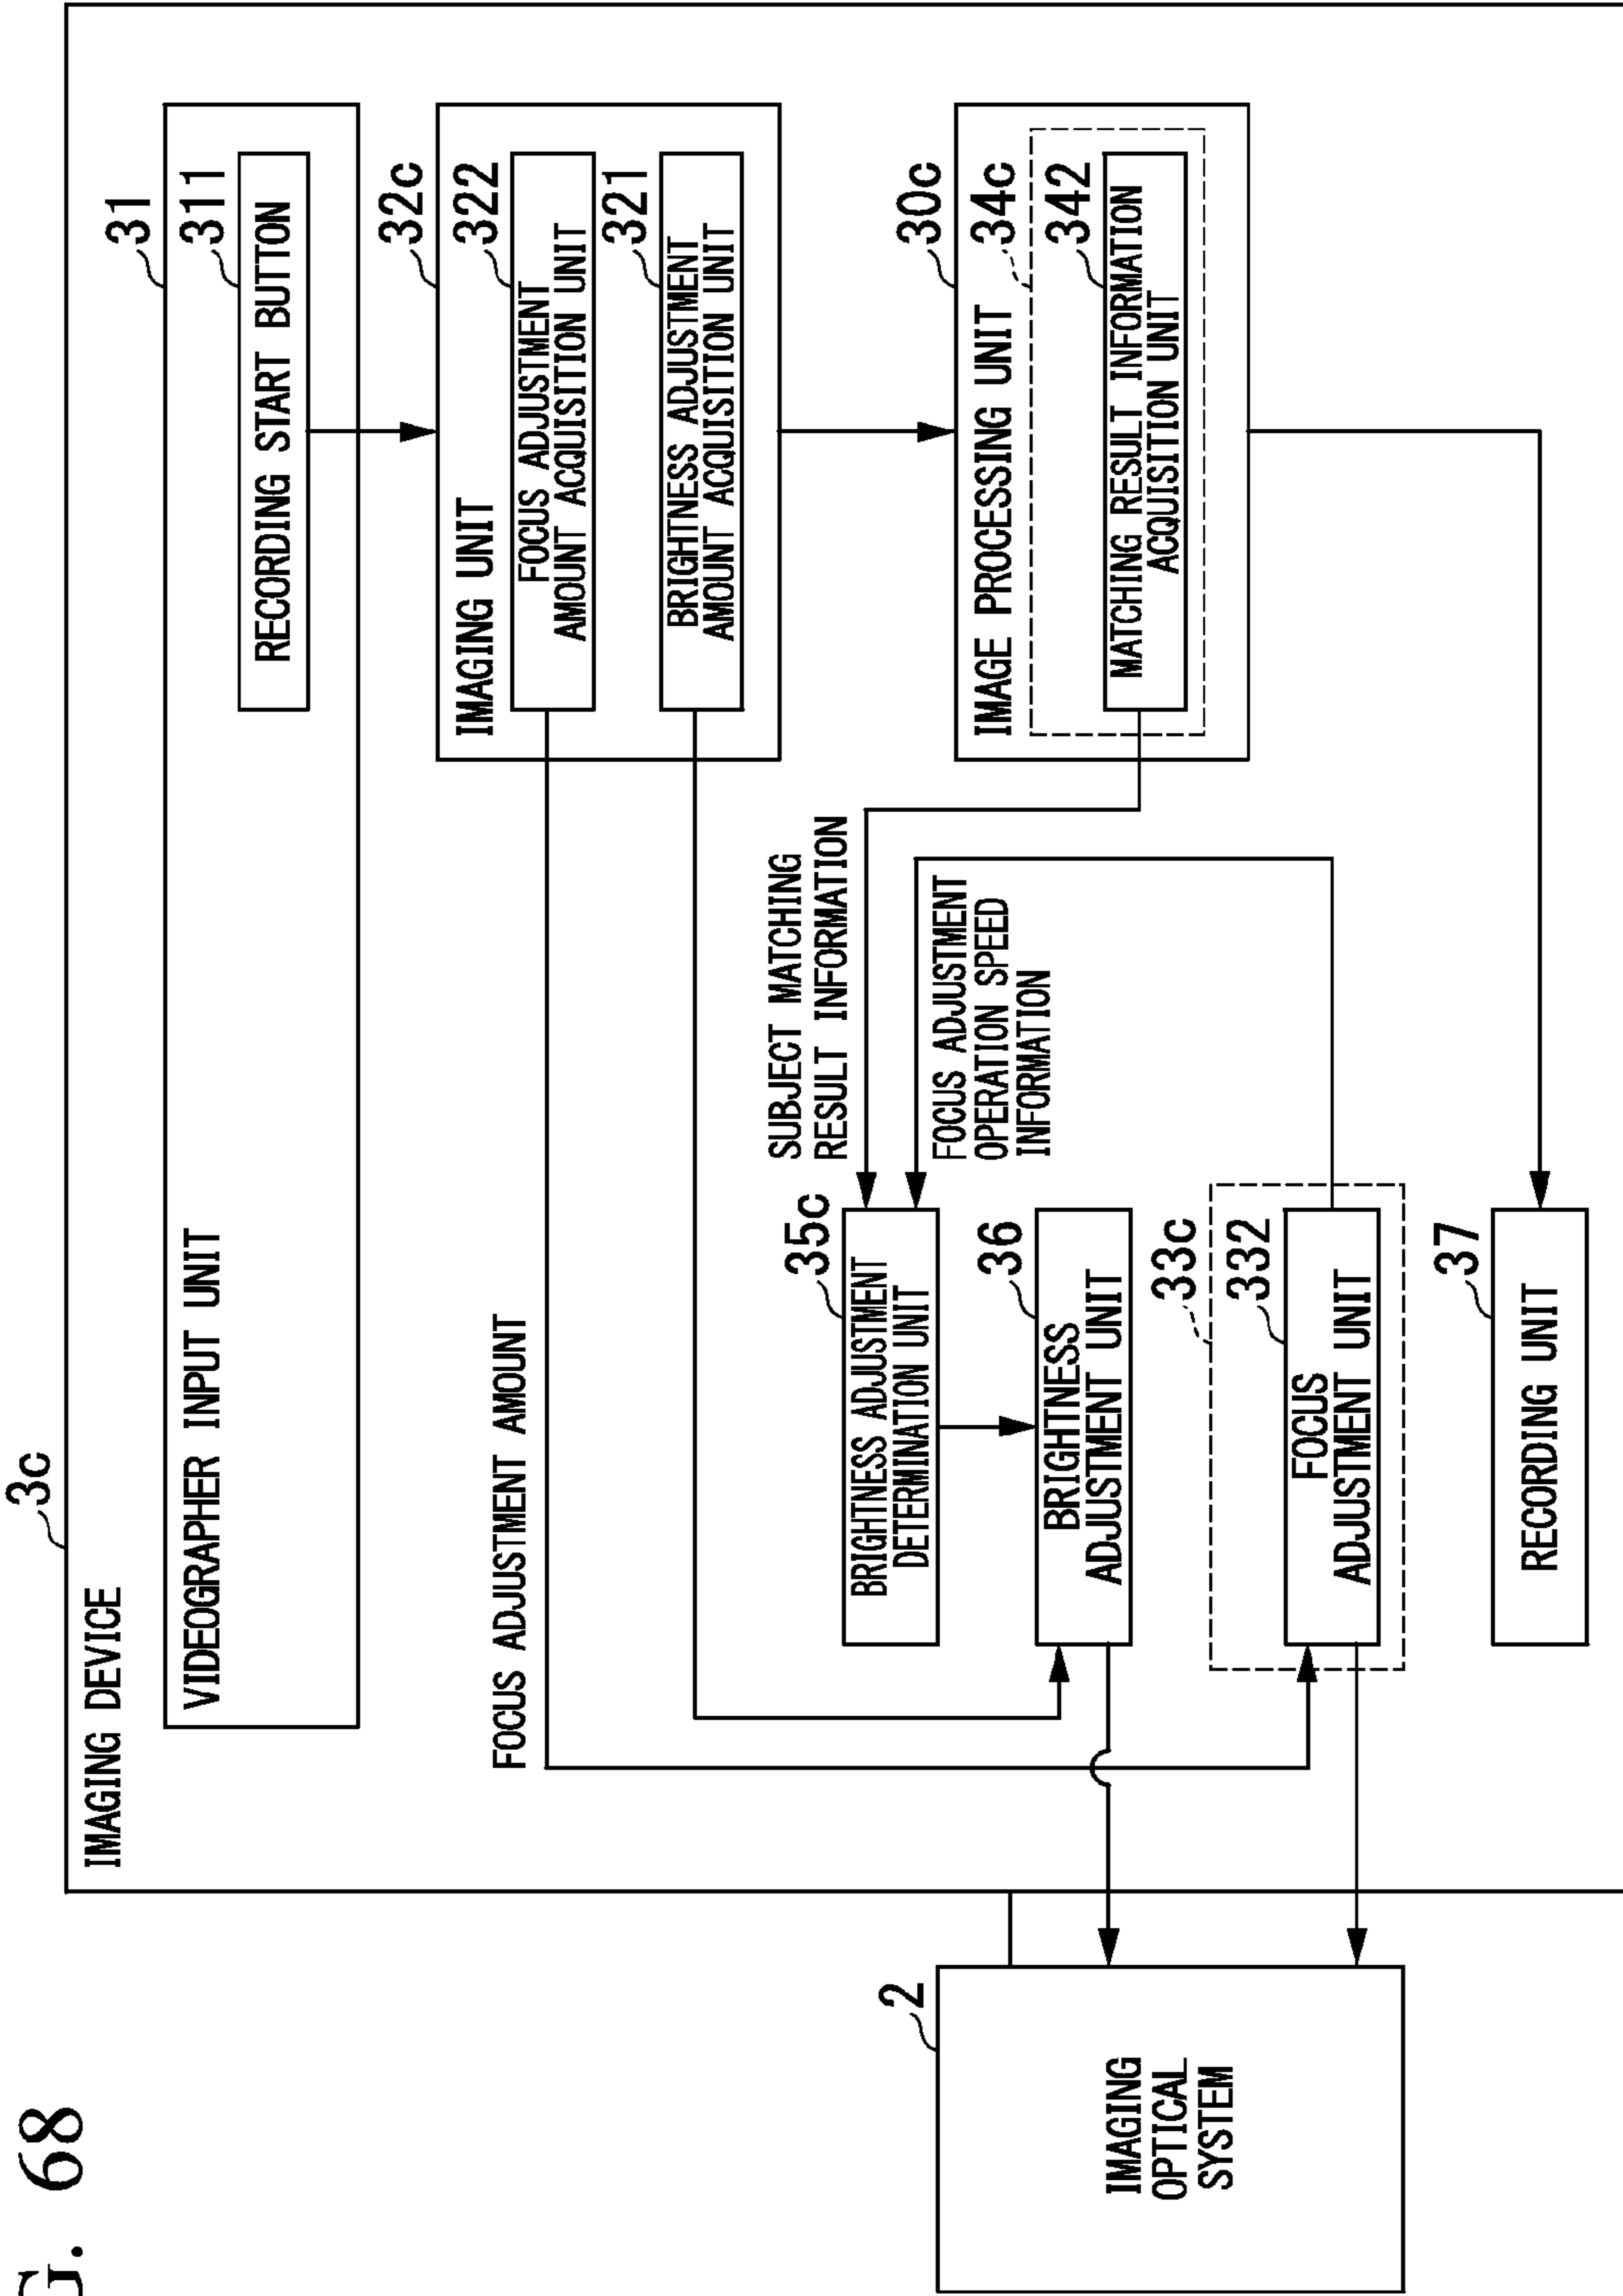 G. 68
3c
IMAGING DEVICE
31
VIDEOGRAPHER INPUT UNIT
311
RECORDING START BUTTON
32c
IMAGING UNIT
322
FOCUS ADJUSTMENT
AMOUNT ACQUISITION UNIT
321
BRIGHTNESS ADJUSTMENT
AMOUNT ACQUISITION UNIT
FOCUS ADJUSTMENT AMOUNT
SUBJECT MATCHING
RESULT INFORMATION
30c
IMAGE PROCESSING UNIT
34c
342
MATCHING RESULT INFORMATION
ACQUISITION UNIT
35c
BRIGHTNESS ADJUSTMENT
DETERMINATION UNIT
FOCUS ADJUSTMENT
OPERATION SPEED
INFORMATION
36
BRIGHTNESS
ADJUSTMENT UNIT
33c
332
FOCUS
ADJUSTMENT UNIT
37
RECORDING UNIT
2
IMAGING
OPTICAL
SYSTEM